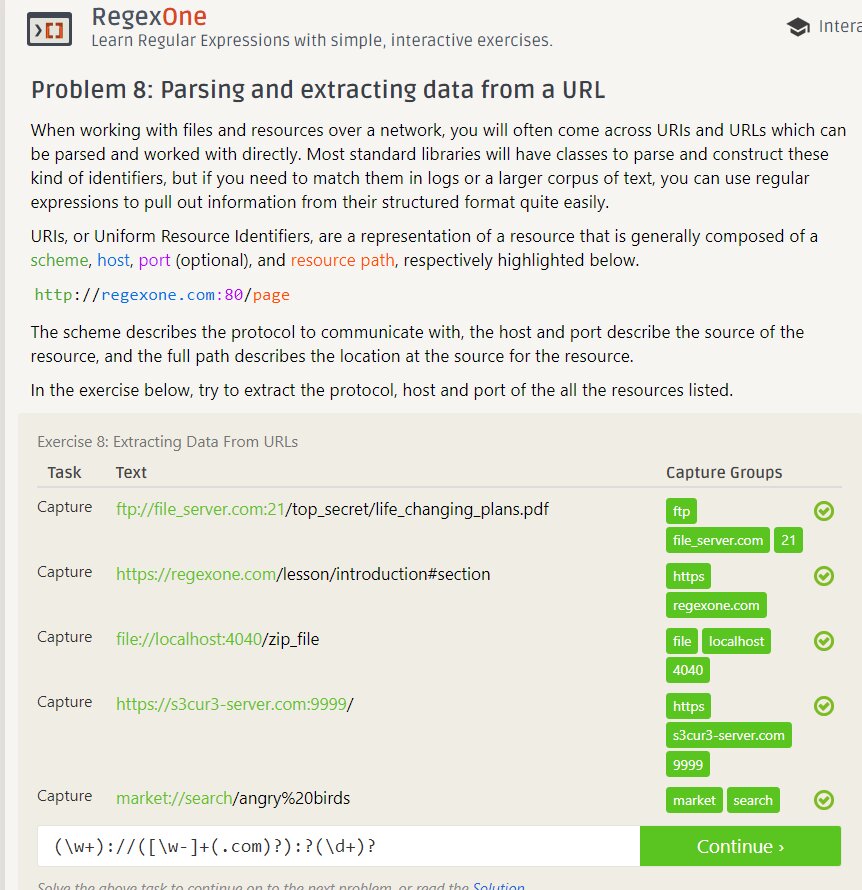 RegexOne
Learn Regular Expressions with simple, interactive exercises.
Intera
Problem 8: Parsing and extracting data from a URL
When working with files and resources over a network, you will often come across URIs and URLs which can
be parsed and worked with directly. Most standard libraries will have classes to parse and construct these
kind of identifiers, but if you need to match them in logs or a larger corpus of text, you can use regular
expressions to pull out information from their structured format quite easily.
URIs, or Uniform Resource Identifiers, are a representation of a resource that is generally composed of a
scheme, host, port (optional), and resource path, respectively highlighted below.
http://regexone.com:80/page
The scheme describes the protocol to communicate with, the host and port describe the source of the
resource, and the full path describes the location at the source for the resource.
In the exercise below, try to extract the protocol, host and port of the all the resources listed.
Exercise 8: Extracting Data From URLs
Task Text Capture Groups
Capture ftp://file_server.com:21/top_secret/life_changing_plans.pdf ftp
file_server.com 21
Capture https://regexone.com/lesson/introduction#section https
regexone.com
Capture file://localhost:4040/zip_file file localhost
4040
Capture https://s3cur3-server.com:9999/ https
s3cur3-server.com
9999
Capture market://search/angry%20birds market search
(\w+)://([\w-]+(.com)?):?(\d+)? Continue ›
Solve the above task to continue on to the next problem, or read the Solution.